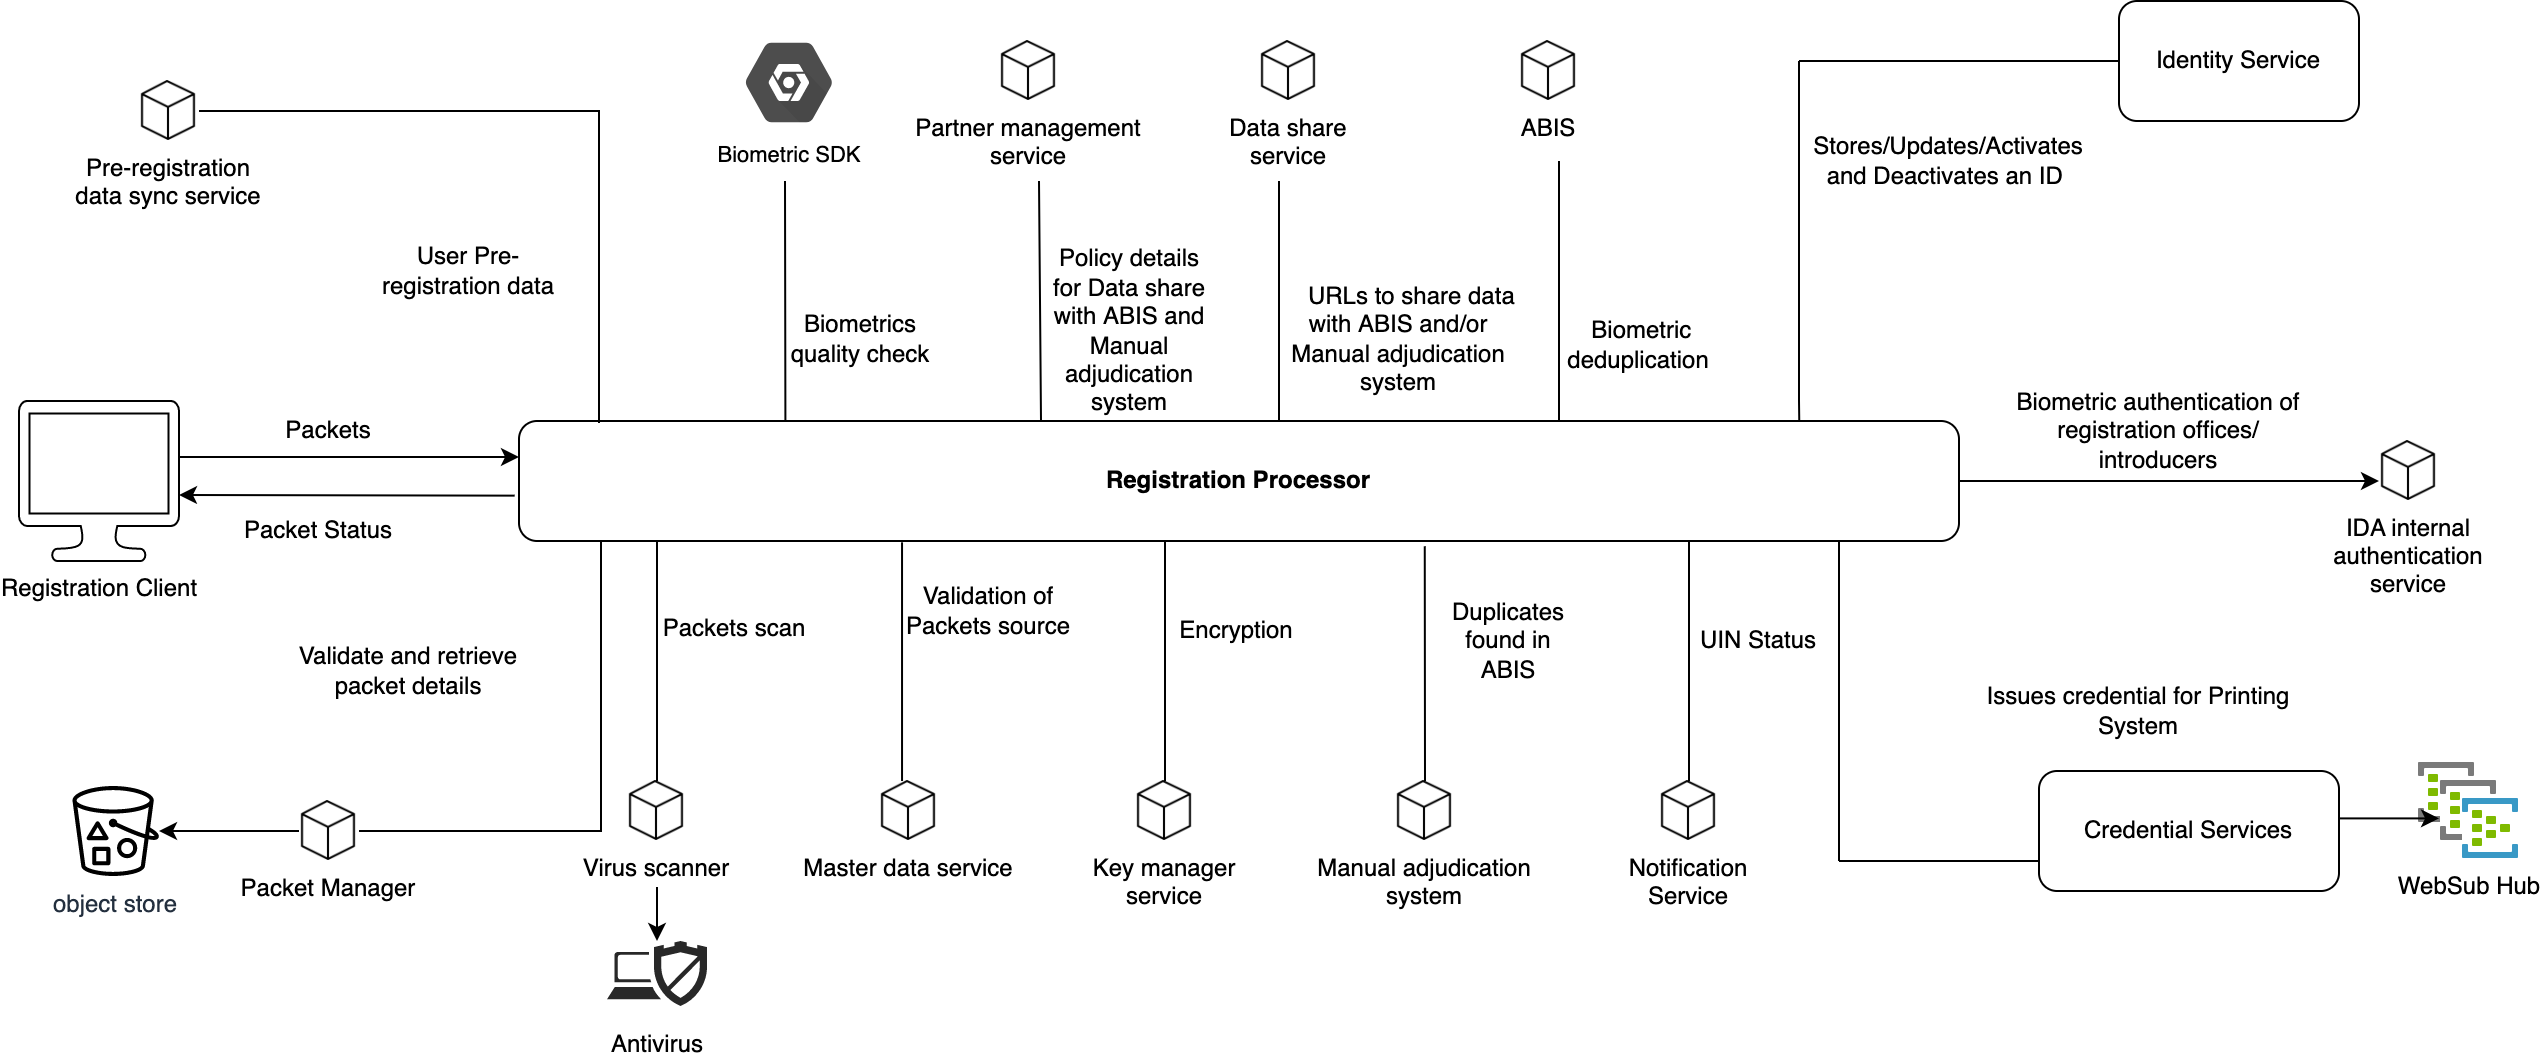 Identity Service
Pre-registration
data sync service
Biometric SDK
Partner management
service
Data share
service
ABIS
Stores/Updates/Activates
and Deactivates an ID
User Pre-
registration data
Biometrics
quality check
Policy details
for Data share
with ABIS and
Manual
adjudication
system
URLs to share data
with ABIS and/or
Manual adjudication
system
Biometric
deduplication
Packets
Packet Status
Registration Client
Registration Processor
Biometric authentication of
registration offices/
introducers
IDA internal
authentication
service
Validate and retrieve
packet details
Packets scan
Validation of
Packets source
Encryption
Duplicates
found in
ABIS
UIN Status
Issues credential for Printing
System
object store
Packet Manager
Virus scanner
Master data service
Key manager
service
Manual adjudication
system
Notification
Service
Credential Services
WebSub Hub
Antivirus